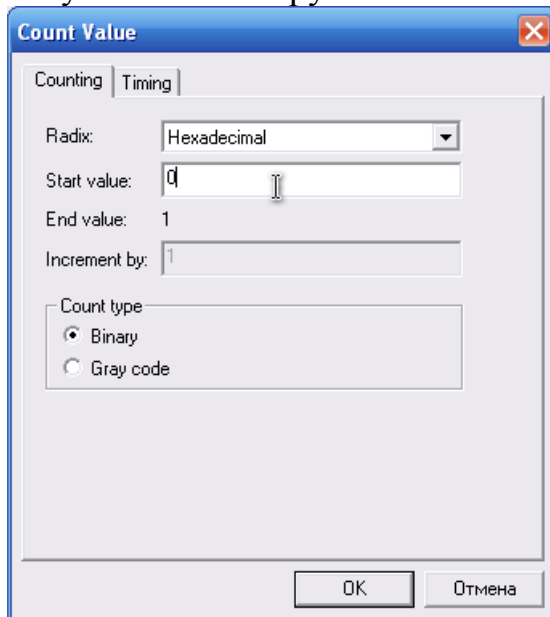 Count Value
Counting Timing
Radix: Hexadecimal
Start value: 0
End value: 1
Increment by: 1
Count type
Binary
Gray code
OK Отмена